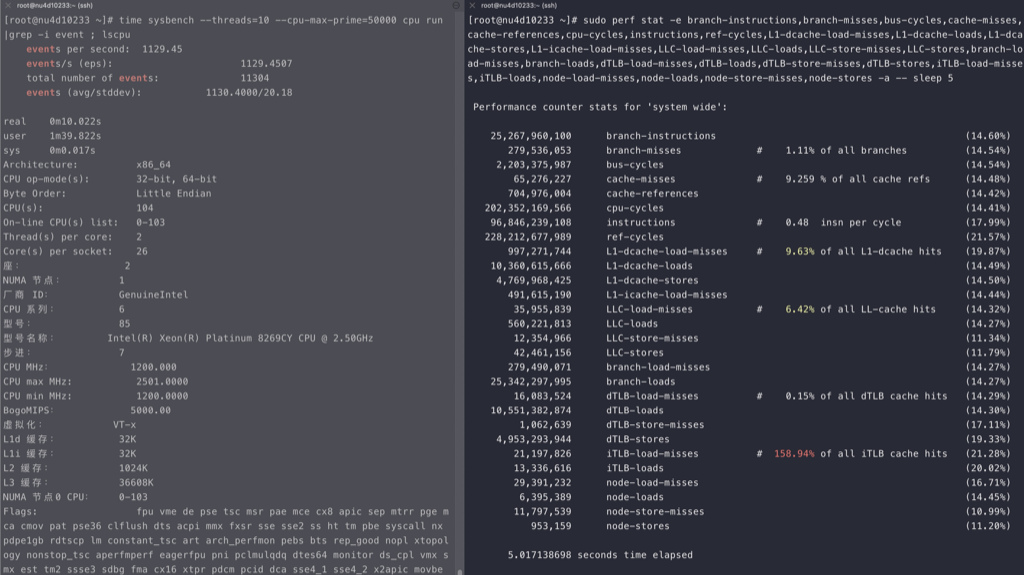 root@nu4d10233:~ (ssh)
[root@nu4d10233 ~]# time sysbench --threads=10 --cpu-max-prime=50000 cpu run
|grep -i event ; lscpu
events per second:  1129.45
events/s (eps):                      1129.4507
total number of events:              11304
events (avg/stddev):           1130.4000/20.18
real    0m10.022s
user    1m39.822s
sys     0m0.017s
Architecture:          x86_64
CPU op-mode(s):        32-bit, 64-bit
Byte Order:            Little Endian
CPU(s):                104
On-line CPU(s) list:   0-103
Thread(s) per core:    2
Core(s) per socket:    26
座：                 2
NUMA 节点：         1
厂商 ID：           GenuineIntel
CPU 系列：          6
型号：              85
型号名称：        Intel(R) Xeon(R) Platinum 8269CY CPU @ 2.50GHz
步进：              7
CPU MHz：             1200.000
CPU max MHz:           2501.0000
CPU min MHz:           1200.0000
BogoMIPS：            5000.00
虚拟化：           VT-x
L1d 缓存：          32K
L1i 缓存：          32K
L2 缓存：           1024K
L3 缓存：           36608K
NUMA 节点0 CPU：    0-103
Flags:                 fpu vme de pse tsc msr pae mce cx8 apic sep mtrr pge m
ca cmov pat pse36 clflush dts acpi mmx fxsr sse sse2 ss ht tm pbe syscall nx
pdpe1gb rdtscp lm constant_tsc art arch_perfmon pebs bts rep_good nopl xtopol
ogy nonstop_tsc aperfmperf eagerfpu pni pclmulqdq dtes64 monitor ds_cpl vmx s
mx est tm2 ssse3 sdbg fma cx16 xtpr pdcm pcid dca sse4_1 sse4_2 x2apic movbe
root@nu4d10233:~ (ssh)
[root@nu4d10233 ~]# sudo perf stat -e branch-instructions,branch-misses,bus-cycles,cache-misses,
cache-references,cpu-cycles,instructions,ref-cycles,L1-dcache-load-misses,L1-dcache-loads,L1-dca
che-stores,L1-icache-load-misses,LLC-load-misses,LLC-loads,LLC-store-misses,LLC-stores,branch-lo
ad-misses,branch-loads,dTLB-load-misses,dTLB-loads,dTLB-store-misses,dTLB-stores,iTLB-load-misse
s,iTLB-loads,node-load-misses,node-loads,node-store-misses,node-stores -a -- sleep 5
Performance counter stats for 'system wide':
25,267,960,100      branch-instructions                                           (14.60%)
279,536,053      branch-misses             #    1.11% of all branches          (14.54%)
2,203,375,987      bus-cycles                                                    (14.54%)
65,276,227      cache-misses              #    9.259 % of all cache refs      (14.48%)
704,976,004      cache-references                                              (14.42%)
202,352,169,566      cpu-cycles                                                    (14.41%)
96,846,239,108      instructions              #    0.48  insn per cycle           (17.99%)
228,212,677,989      ref-cycles                                                    (21.57%)
997,271,744      L1-dcache-load-misses     #    9.63% of all L1-dcache hits    (19.87%)
10,360,615,666      L1-dcache-loads                                               (14.49%)
4,769,968,425      L1-dcache-stores                                              (14.50%)
491,615,190      L1-icache-load-misses                                         (14.44%)
35,955,839      LLC-load-misses           #    6.42% of all LL-cache hits     (14.32%)
560,221,813      LLC-loads                                                     (14.27%)
12,354,966      LLC-store-misses                                              (11.34%)
42,461,156      LLC-stores                                                    (11.79%)
279,490,071      branch-load-misses                                            (14.27%)
25,342,297,995      branch-loads                                                  (14.27%)
16,083,524      dTLB-load-misses          #    0.15% of all dTLB cache hits   (14.29%)
10,551,382,874      dTLB-loads                                                    (14.30%)
1,062,639      dTLB-store-misses                                             (17.11%)
4,953,293,944      dTLB-stores                                                   (19.33%)
21,197,826      iTLB-load-misses          #  158.94% of all iTLB cache hits   (21.28%)
13,336,616      iTLB-loads                                                    (20.02%)
29,391,232      node-load-misses                                              (16.71%)
6,395,389      node-loads                                                    (14.45%)
11,797,539      node-store-misses                                             (10.99%)
953,159      node-stores                                                   (11.20%)
5.017138698 seconds time elapsed